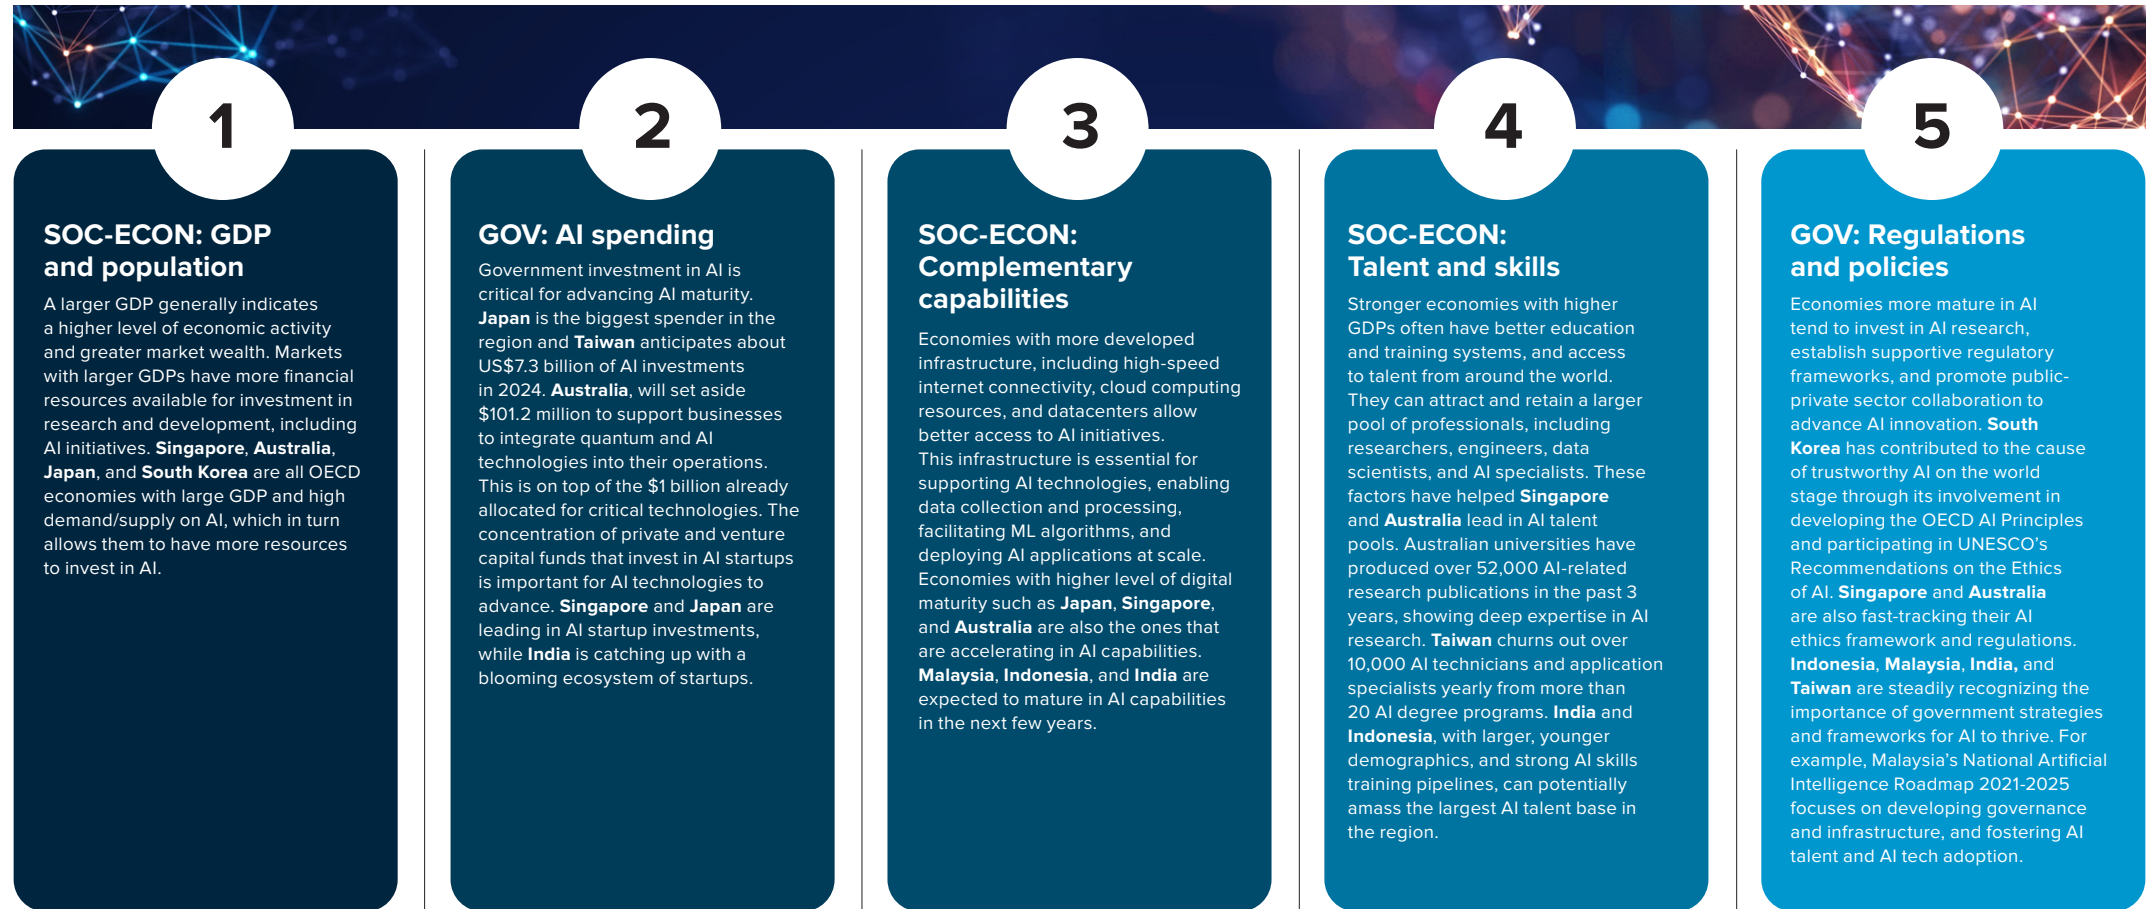 1
SOC-ECON: GDP
and population
A larger GDP generally indicates
a higher level of economic activity
and greater market wealth. Markets
with larger GDPs have more financial
resources available for investment in
research and development, including
AI initiatives. Singapore, Australia,
Japan, and South Korea are all OECD
economies with large GDP and high
demand/supply on AI, which in turn
allows them to have more resources
to invest in AI.
2
GOV: AI spending
Government investment in AI is
critical for advancing AI maturity.
Japan is the biggest spender in the
region and Taiwan anticipates about
US$7.3 billion of AI investments
in 2024. Australia, will set aside
$101.2 million to support businesses
to integrate quantum and AI
technologies into their operations.
This is on top of the $1 billion already
allocated for critical technologies. The
concentration of private and venture
capital funds that invest in AI startups
is important for AI technologies to
advance. Singapore and Japan are
leading in AI startup investments,
while India is catching up with a
blooming ecosystem of startups.
3
SOC-ECON:
Complementary
capabilities
Economies with more developed
infrastructure, including high-speed
internet connectivity, cloud computing
resources, and datacenters allow
better access to AI initiatives.
This infrastructure is essential for
supporting AI technologies, enabling
data collection and processing,
facilitating ML algorithms, and
deploying AI applications at scale.
Economies with higher level of digital
maturity such as Japan, Singapore,
and Australia are also the ones that
are accelerating in AI capabilities.
Malaysia, Indonesia, and India are
expected to mature in AI capabilities
in the next few years.
4
SOC-ECON:
Talent and skills
Stronger economies with higher
GDPs often have better education
and training systems, and access
to talent from around the world.
They can attract and retain a larger
pool of professionals, including
researchers, engineers, data
scientists, and AI specialists. These
factors have helped Singapore
and Australia lead in AI talent
pools. Australian universities have
produced over 52,000 AI-related
research publications in the past 3
years, showing deep expertise in AI
research. Taiwan churns out over
10,000 AI technicians and application
specialists yearly from more than
20 AI degree programs. India and
Indonesia, with larger, younger
demographics, and strong AI skills
training pipelines, can potentially
amass the largest AI talent base in
the region.
5
GOV: Regulations
and policies
Economies more mature in AI
tend to invest in AI research,
establish supportive regulatory
frameworks, and promote public-
private sector collaboration to
advance AI innovation. South
Korea has contributed to the cause
of trustworthy AI on the world
stage through its involvement in
developing the OECD AI Principles
and participating in UNESCO’s
Recommendations on the Ethics
of AI. Singapore and Australia
are also fast-tracking their AI
ethics framework and regulations.
Indonesia, Malaysia, India, and
Taiwan are steadily recognizing the
importance of government strategies
and frameworks for AI to thrive. For
example, Malaysia’s National Artificial
Intelligence Roadmap 2021-2025
focuses on developing governance
and infrastructure, and fostering AI
talent and AI tech adoption.